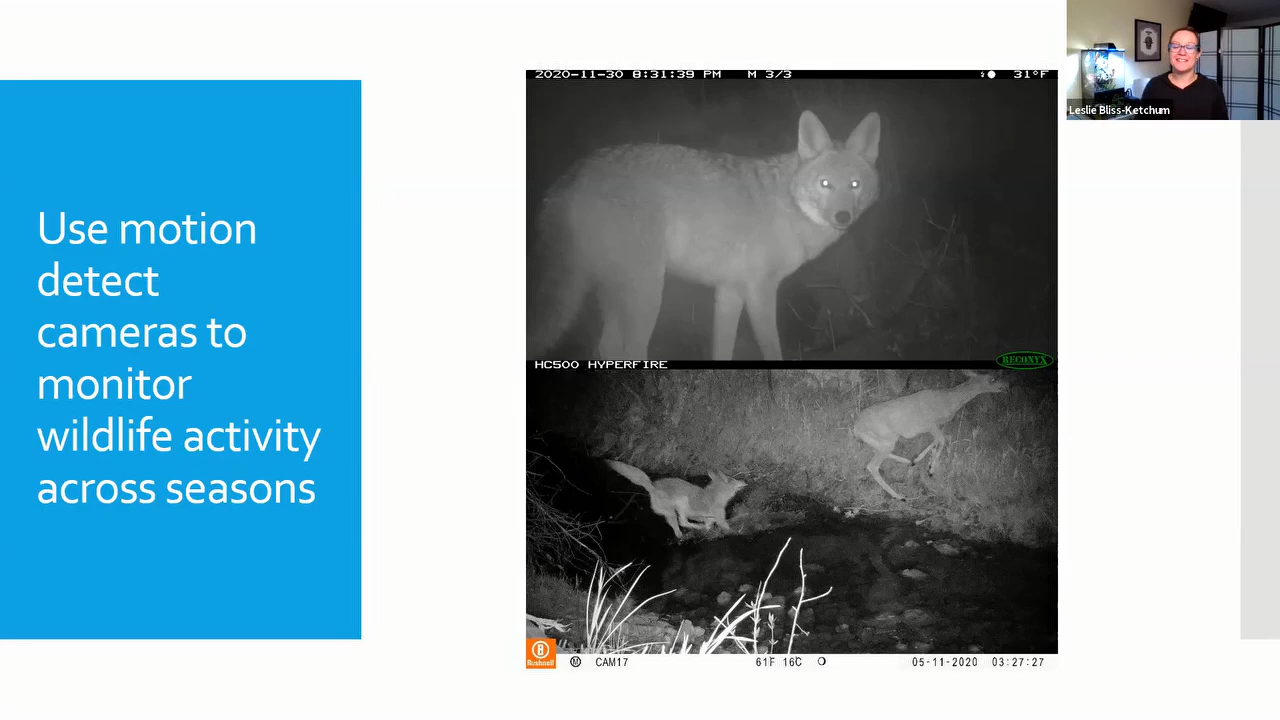 Use motion
detect
cameras to
monitor
wildlife activity
across seasons
2020-11-30 8:31:39 PM M 3/3 31°F
HC500 HYPERFIRE RECONYX
Bushnell M CAM17 61F 16C 05-11-2020 03:27:27
Leslie Bliss-Ketchum